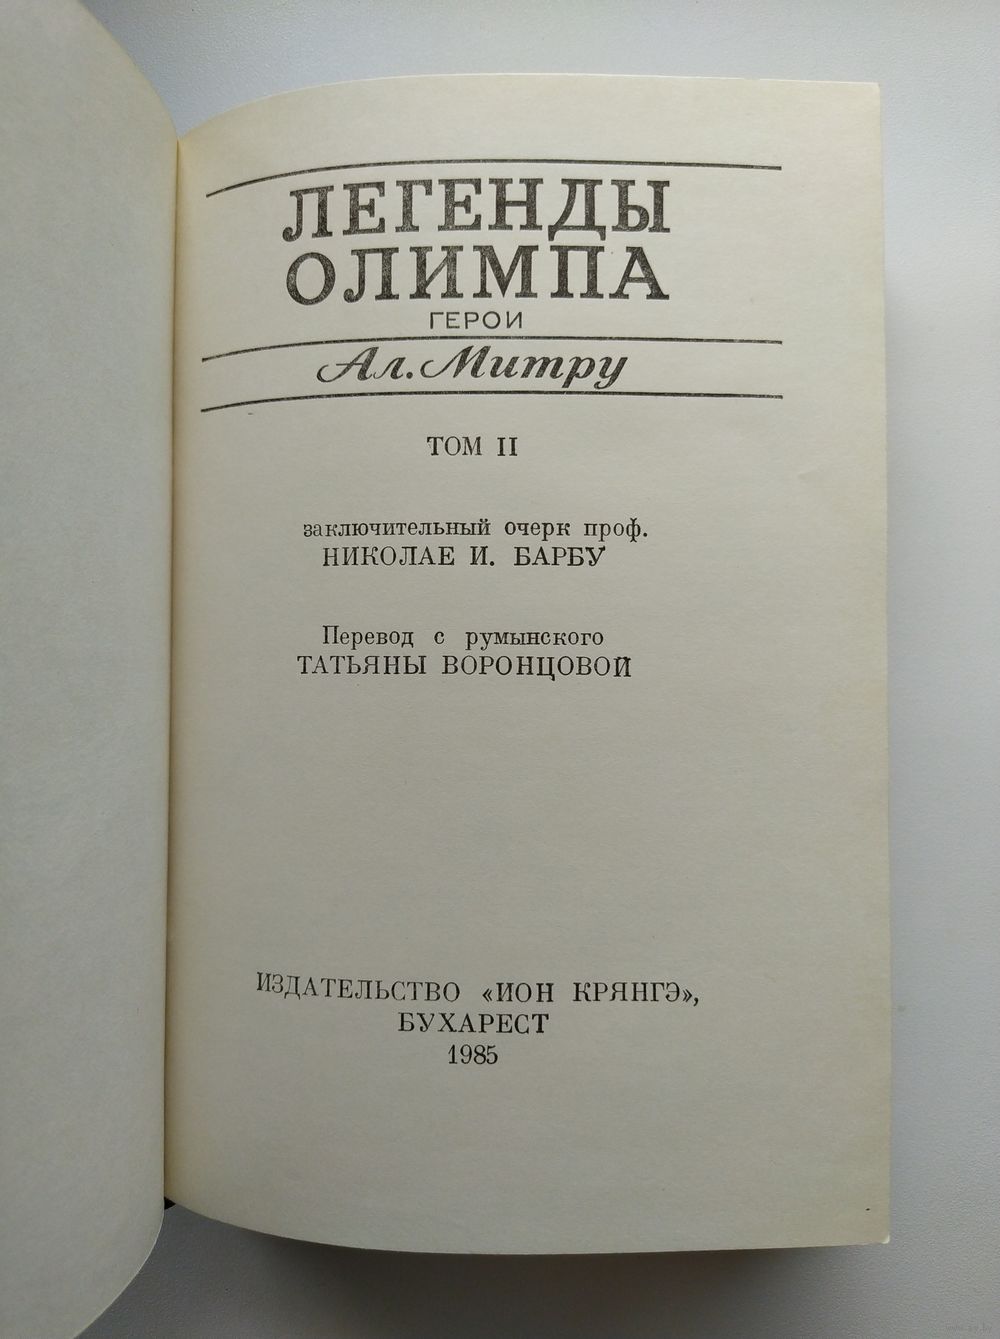 ЛЕГЕНДЫ
ОЛИМПА
ГЕРОИ
Ал. Митру
ТОМ II
заключительный очерк проф.
НИКОЛАЕ И. БАРБУ
Перевод с румынского
ТАТЬЯНЫ ВОРОНЦОВОЙ
ИЗДАТЕЛЬСТВО «ИОН КРЯНГЭ»,
БУХАРЕСТ
1985